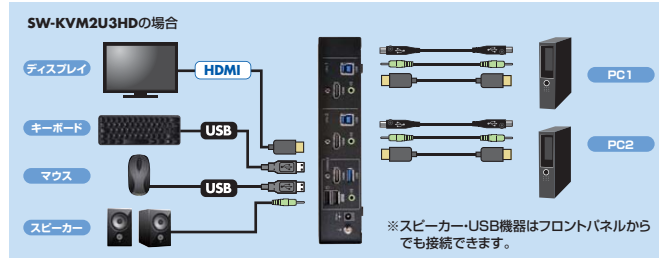 SW-KVM2U3HDの場合
ディスプレイ
HDMI
PC1
キーボード
USB
PC2
マウス
USB
スピーカー
※スピーカー・USB機器はフロントパネルから
でも接続できます。